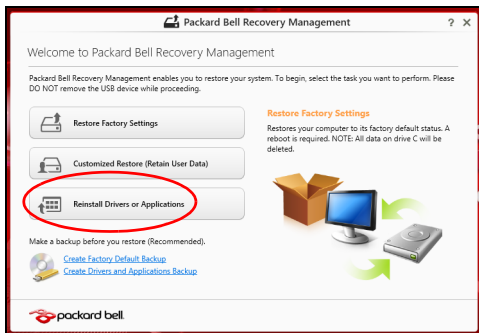 Packard Bell Recovery Management
? X
Welcome to Packard Bell Recovery Management
Packard Bell Recovery Management enables you to restore your system. To begin, select the task you want to perform. Please
DO NOT remove the USB device while proceeding.
Restore Factory Settings
Customized Restore (Retain User Data)
Reinstall Drivers or Applications
Restore Factory Settings
Restores your computer to its factory default status. A
reboot is required. NOTE: All data on drive C will be
deleted.
Make a backup before you restore (Recommended).
Create Factory Default Backup
Create Drivers and Applications Backup
packard bell.